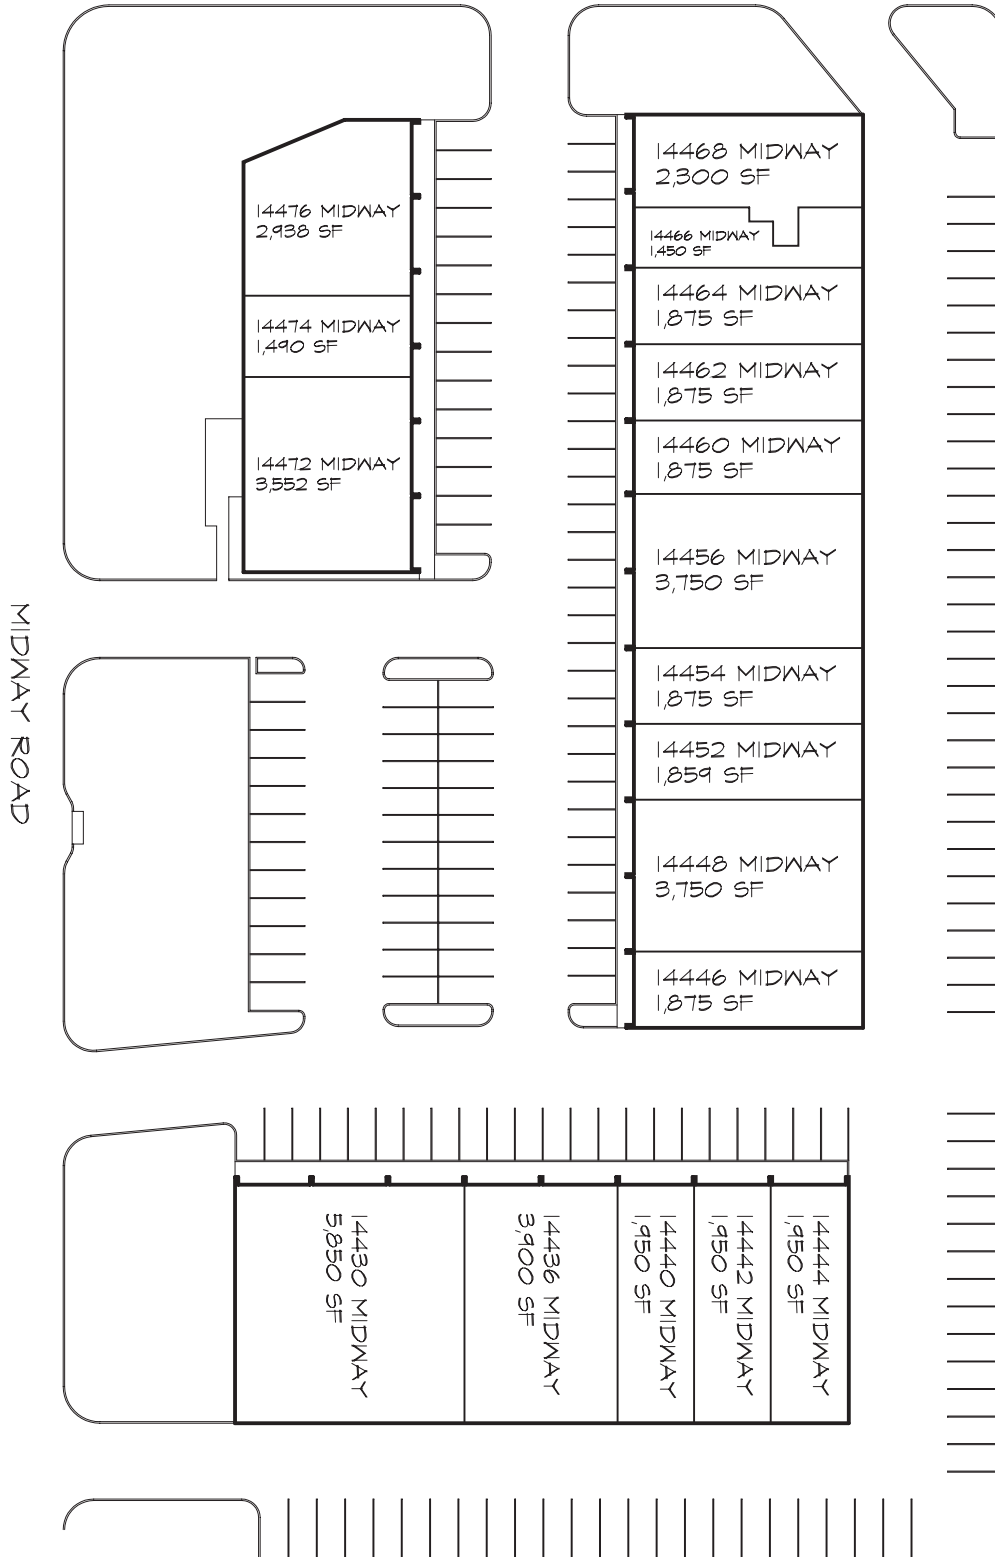 14476 MIDWAY
2,938 SF
14474 MIDWAY
1,490 SF
14472 MIDWAY
3,552 SF
14468 MIDWAY
2,300 SF
14466 MIDWAY
1,450 SF
14464 MIDWAY
1,875 SF
14462 MIDWAY
1,875 SF
14460 MIDWAY
1,875 SF
14456 MIDWAY
3,750 SF
14454 MIDWAY
1,875 SF
14452 MIDWAY
1,859 SF
14448 MIDWAY
3,750 SF
14446 MIDWAY
1,875 SF
MIDWAY ROAD
14430 MIDWAY
5,850 SF
14436 MIDWAY
3,900 SF
14440 MIDWAY
1,950 SF
14442 MIDWAY
1,950 SF
14444 MIDWAY
1,950 SF